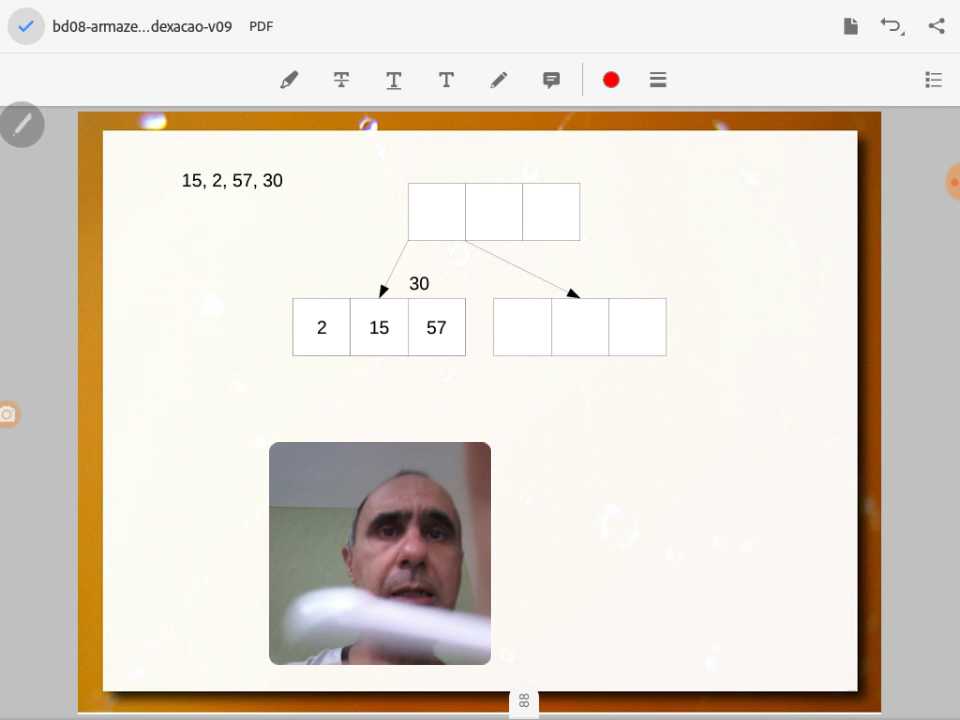 bd08-armaze...dexacao-v09 PDF
T T T
15, 2, 57, 30
30
2 15 57
88